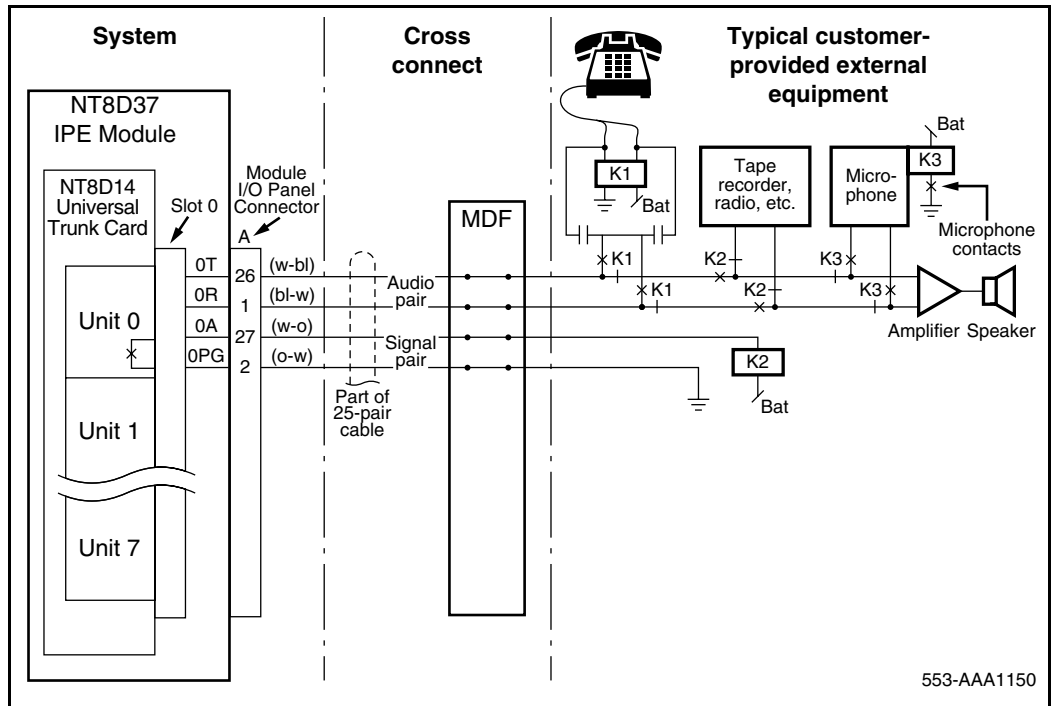 System
Cross
connect
Typical customer-
provided external
equipment
NT8D37
IPE Module
NT8D14
Universal
Trunk Card
Slot 0
Module
I/O Panel
Connector
A
Unit 0
Unit 1
Unit 7
0T
26
(w-bl)
0R
1
(bl-w)
0A
27
(w-o)
0PG
2
(o-w)
Audio
pair
Signal
pair
Part of
25-pair
cable
MDF
K1
Bat
Tape
recorder,
radio, etc.
Micro-
phone
K3
Bat
Microphone
contacts
K1
K2
K3
K1
K2
K3
Amplifier
Speaker
K2
Bat
553-AAA1150